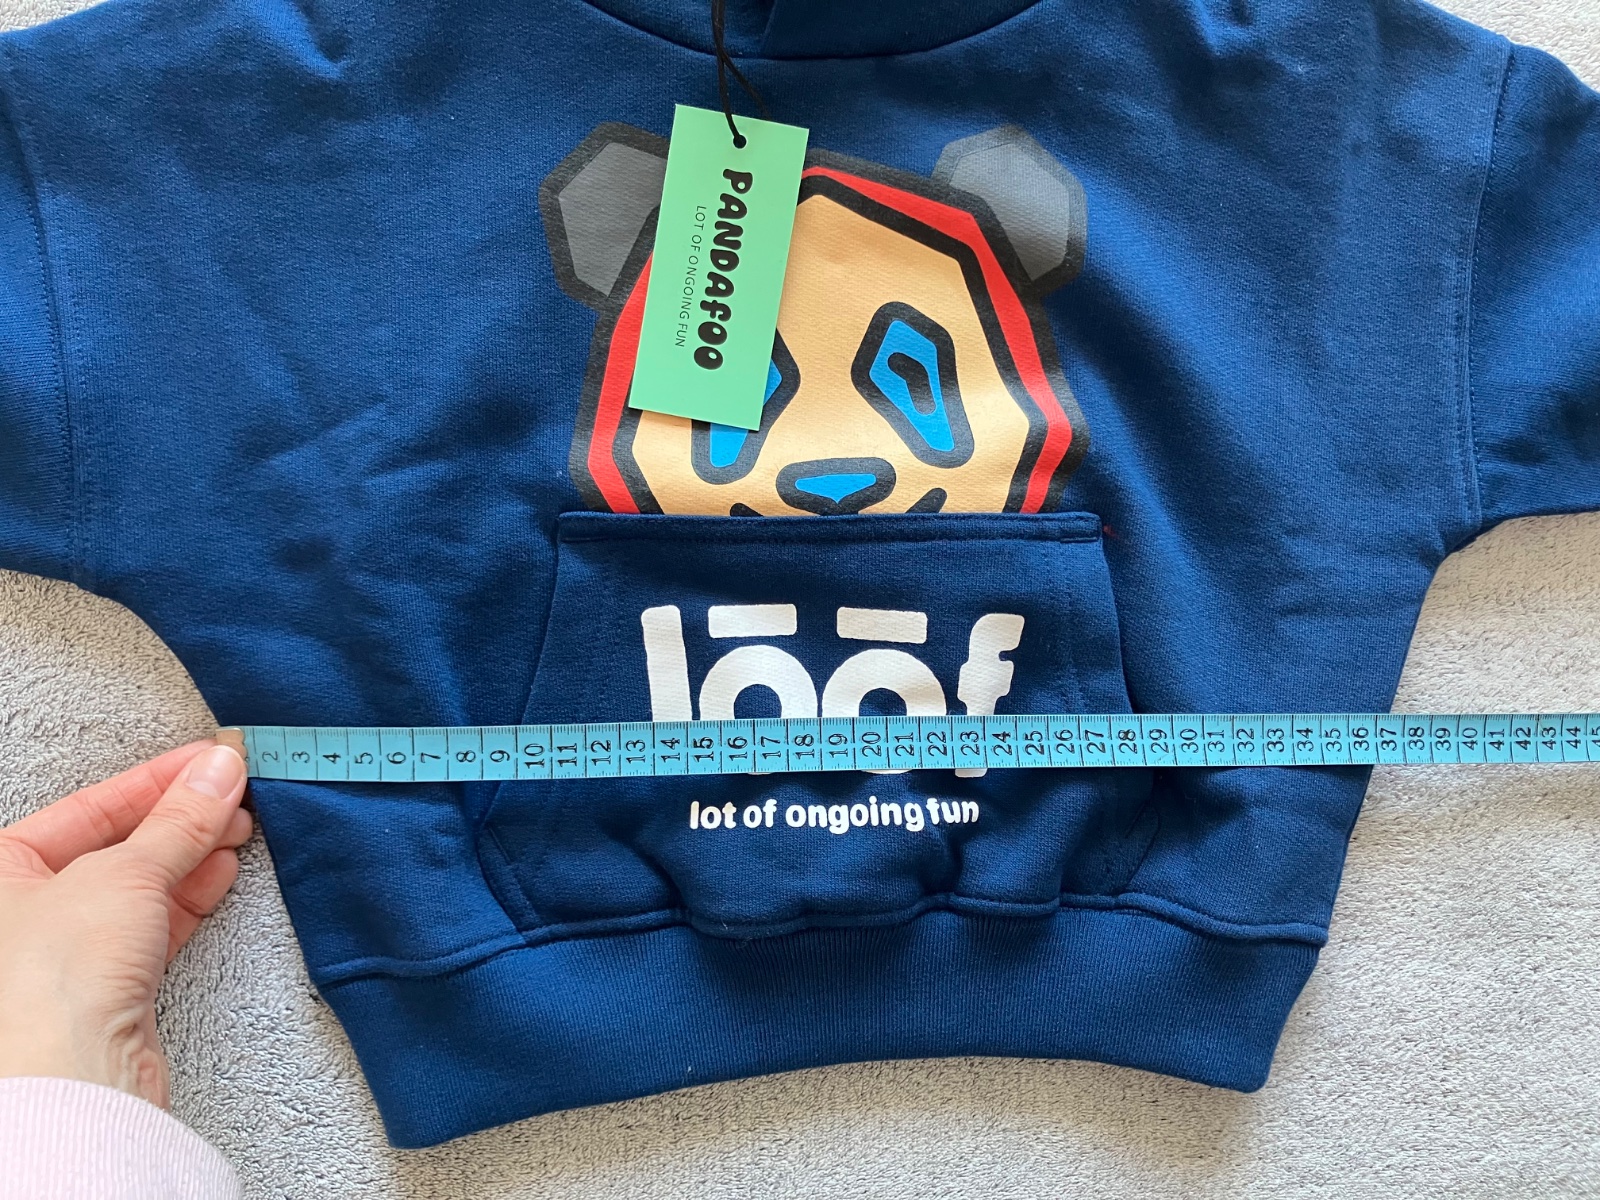 PANDAFOO
LOT OF ONGOING FUN
lōōf
2 3 4 5 6 7 8 9 10 11 12 13 14 15 16 17 18 19 20 21 22 23 24 25 26 27 28 29 30 31 32 33 34 35 36 37 38 39 40 41 42 43 44 45
lot of ongoing fun